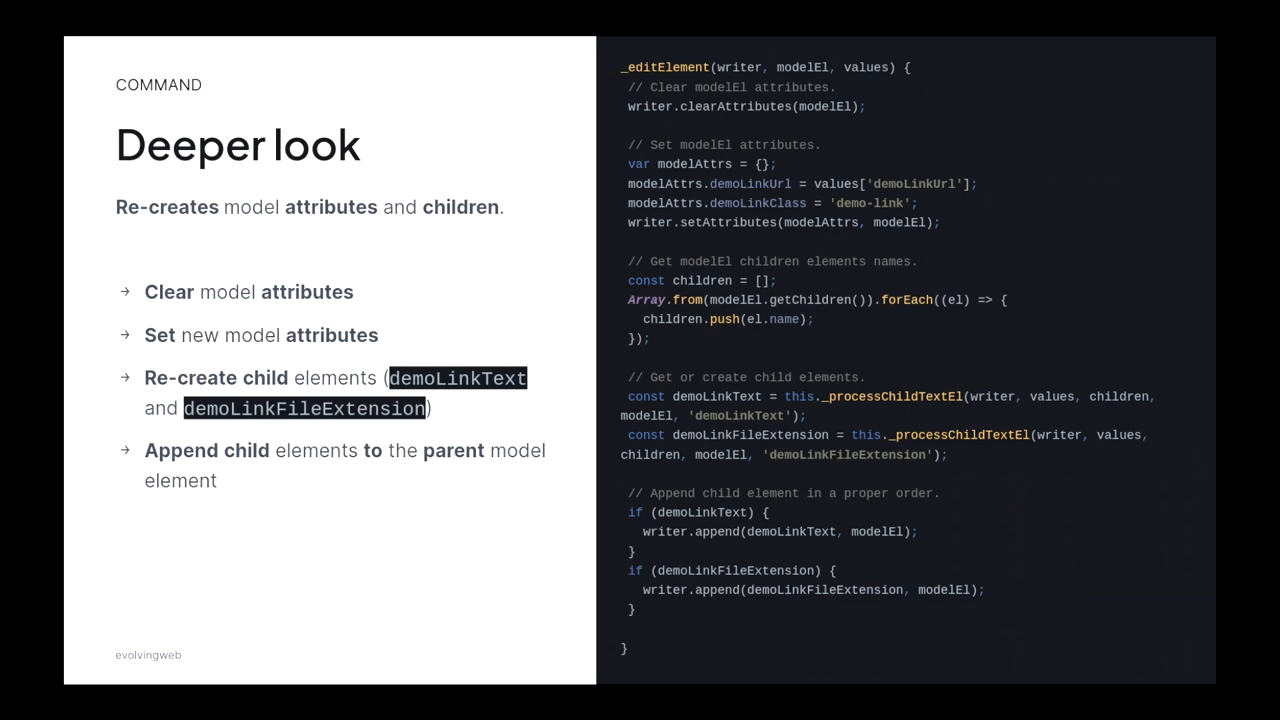 COMMAND
Deeper look
Re-creates model attributes and children.
→ Clear model attributes
→ Set new model attributes
→ Re-create child elements (demoLinkText
and demoLinkFileExtension)
→ Append child elements to the parent model
element
evolvingweb
_editElement(writer, modelEl, values) {
// Clear modelEl attributes.
writer.clearAttributes(modelEl);
// Set modelEl attributes.
var modelAttrs = {};
modelAttrs.demoLinkUrl = values['demoLinkUrl'];
modelAttrs.demoLinkClass = 'demo-link';
writer.setAttributes(modelAttrs, modelEl);
// Get modelEl children elements names.
const children = [];
Array.from(modelEl.getChildren()).forEach((el) => {
children.push(el.name);
});
// Get or create child elements.
const demoLinkText = this._processChildTextEl(writer, values, children,
modelEl, 'demoLinkText');
const demoLinkFileExtension = this._processChildTextEl(writer, values,
children, modelEl, 'demoLinkFileExtension');
// Append child element in a proper order.
if (demoLinkText) {
writer.append(demoLinkText, modelEl);
}
if (demoLinkFileExtension) {
writer.append(demoLinkFileExtension, modelEl);
}
}